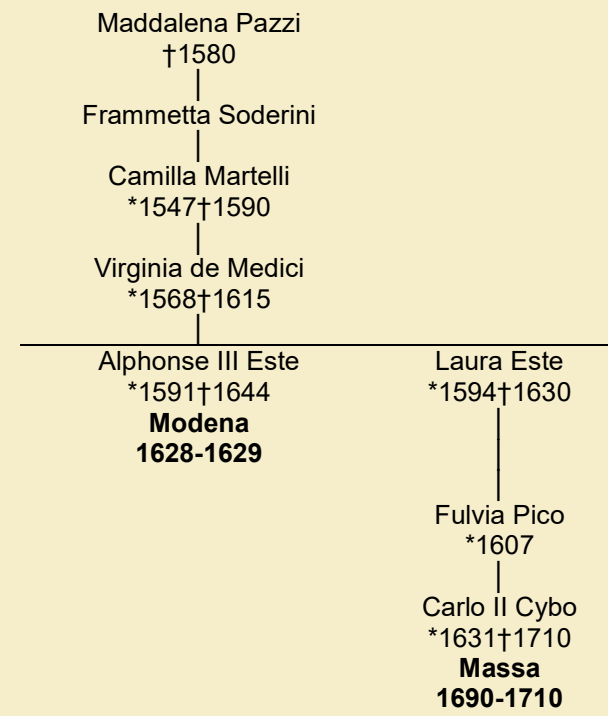 Maddalena Pazzi
†1580
Frammetta Soderini
Camilla Martelli
*1547†1590
Virginia de Medici
*1568†1615
Alphonse III Este
*1591†1644
Modena
1628-1629
Laura Este
*1594†1630
Fulvia Pico
*1607
Carlo II Cybo
*1631†1710
Massa
1690-1710